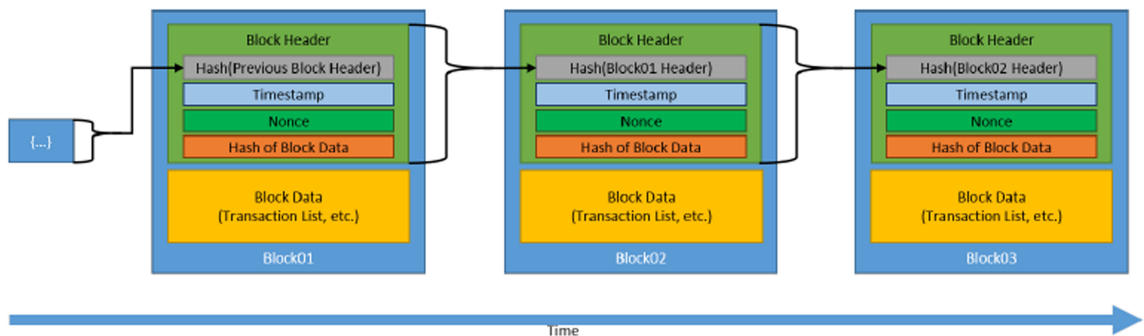 {...}
Block Header
Hash(Previous Block Header)
Timestamp
Nonce
Hash of Block Data
Block Data
(Transaction List, etc.)
Block01
Block Header
Hash(Block01 Header)
Timestamp
Nonce
Hash of Block Data
Block Data
(Transaction List, etc.)
Block02
Block Header
Hash(Block02 Header)
Timestamp
Nonce
Hash of Block Data
Block Data
(Transaction List, etc.)
Block03
Time